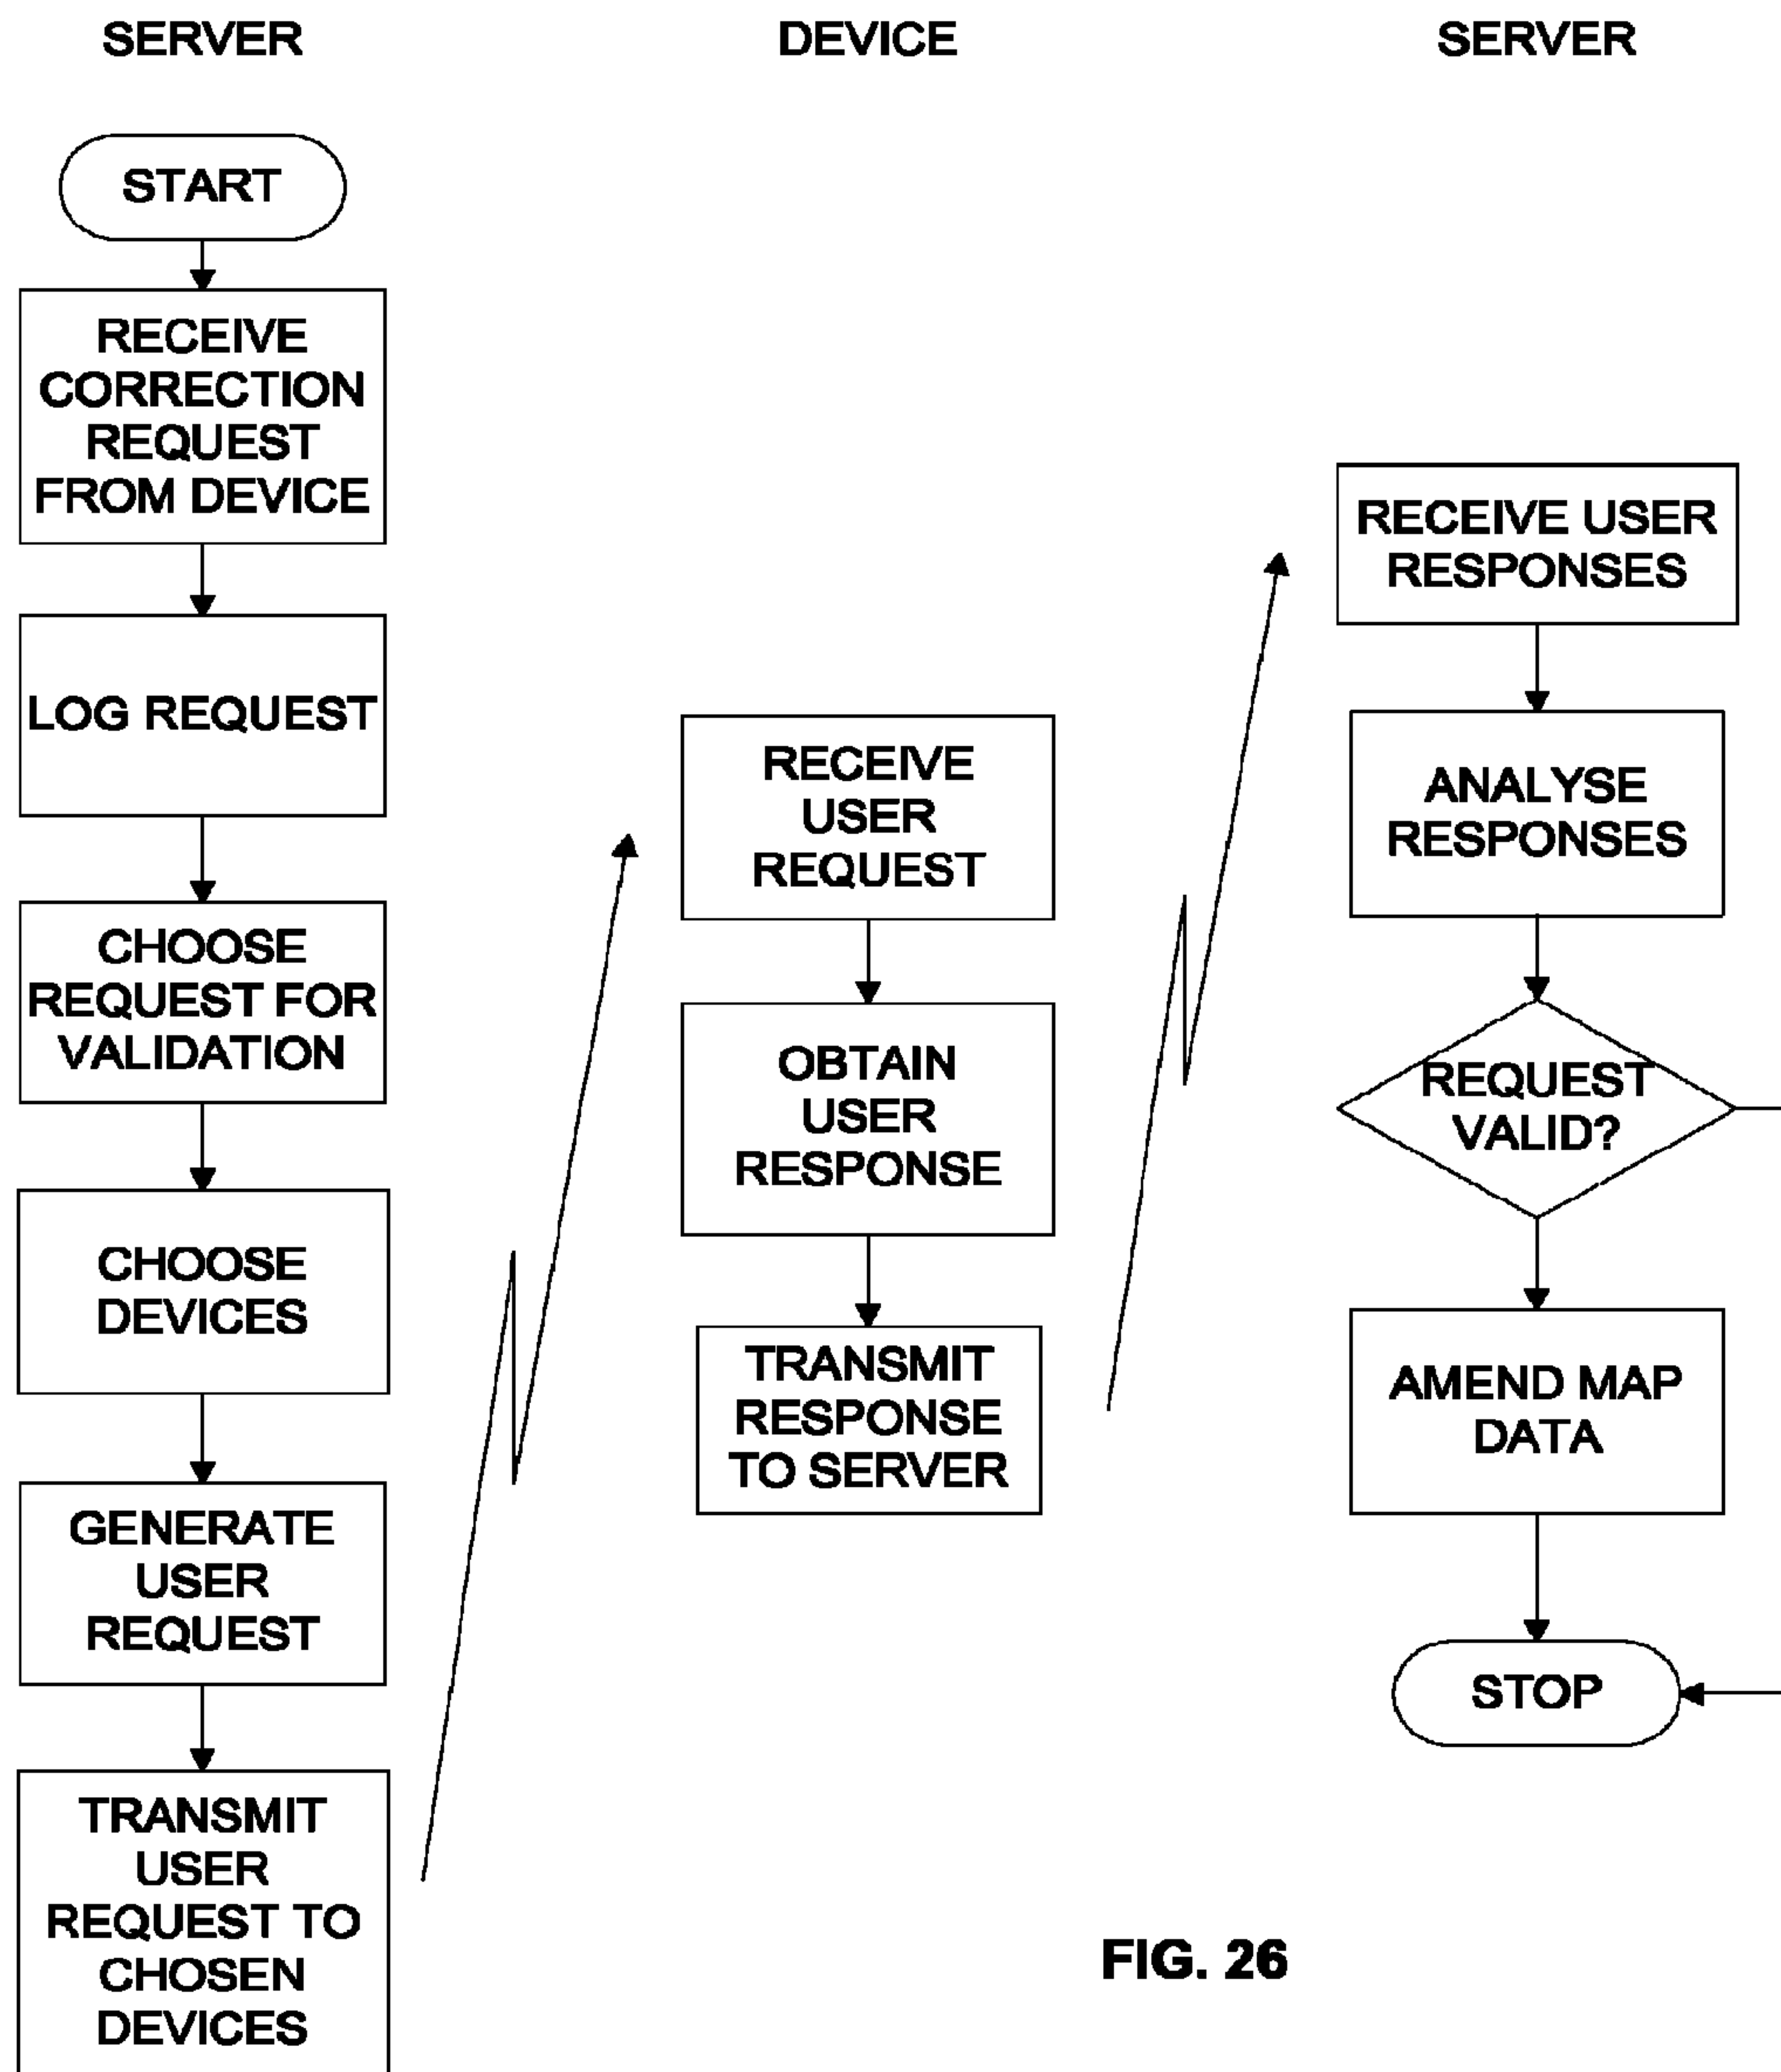 SERVER
START
RECEIVE
CORRECTION
REQUEST
FROM DEVICE
LOG REQUEST
CHOOSE
REQUEST FOR
VALIDATION
CHOOSE
DEVICES
GENERATE
USER
REQUEST
TRANSMIT
USER
REQUEST TO
CHOSEN
DEVICES
DEVICE
RECEIVE
USER
REQUEST
OBTAIN
USER
RESPONSE
TRANSMIT
RESPONSE
TO SERVER
SERVER
RECEIVE USER
RESPONSES
ANALYSE
RESPONSES
REQUEST
VALID?
AMEND MAP
DATA
STOP
FIG. 26